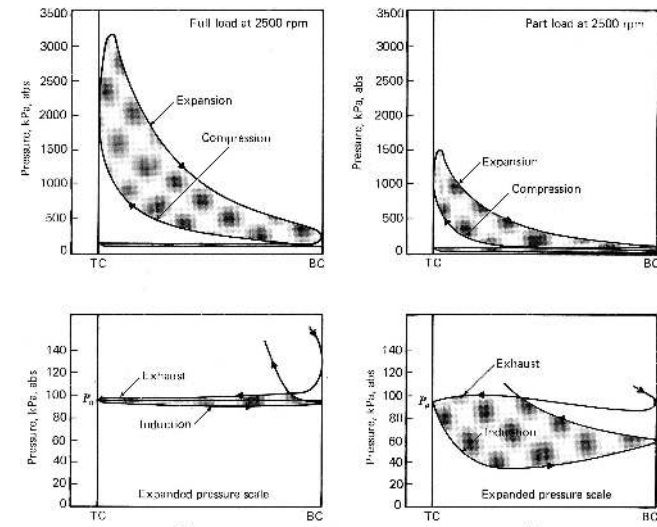 Full load at 2500 rpm
3500
3000
2500
2000
1500
1000
500
0
Pressure, kPa, abs
Expansion
Compression
TC
BC
Part load at 2500 rpm
3500
3000
2500
2000
1500
1000
500
0
Pressure, kPa, abs
Expansion
Compression
TC
BC
140
120
100
80
60
40
20
0
Pressure, kPa, abs
Exhaust
Induction
Expanded pressure scale
TC
BC
140
120
100
80
60
40
20
0
Pressure, kPa, abs
Exhaust
Induction
Expanded pressure scale
TC
BC